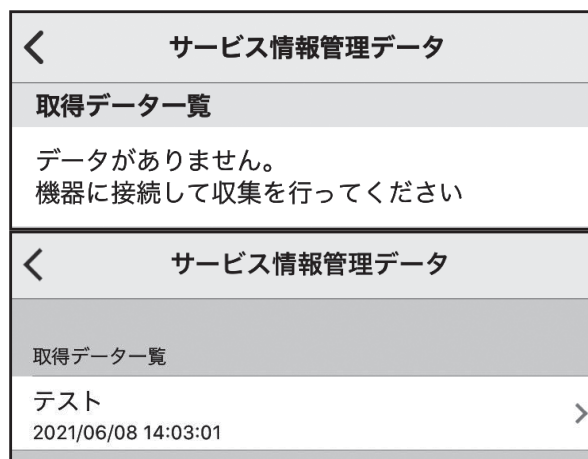 サービス情報管理データ
取得データ一覧
データがありません。
機器に接続して収集を行ってください
サービス情報管理データ
取得データ一覧
テスト
2021/06/08 14:03:01